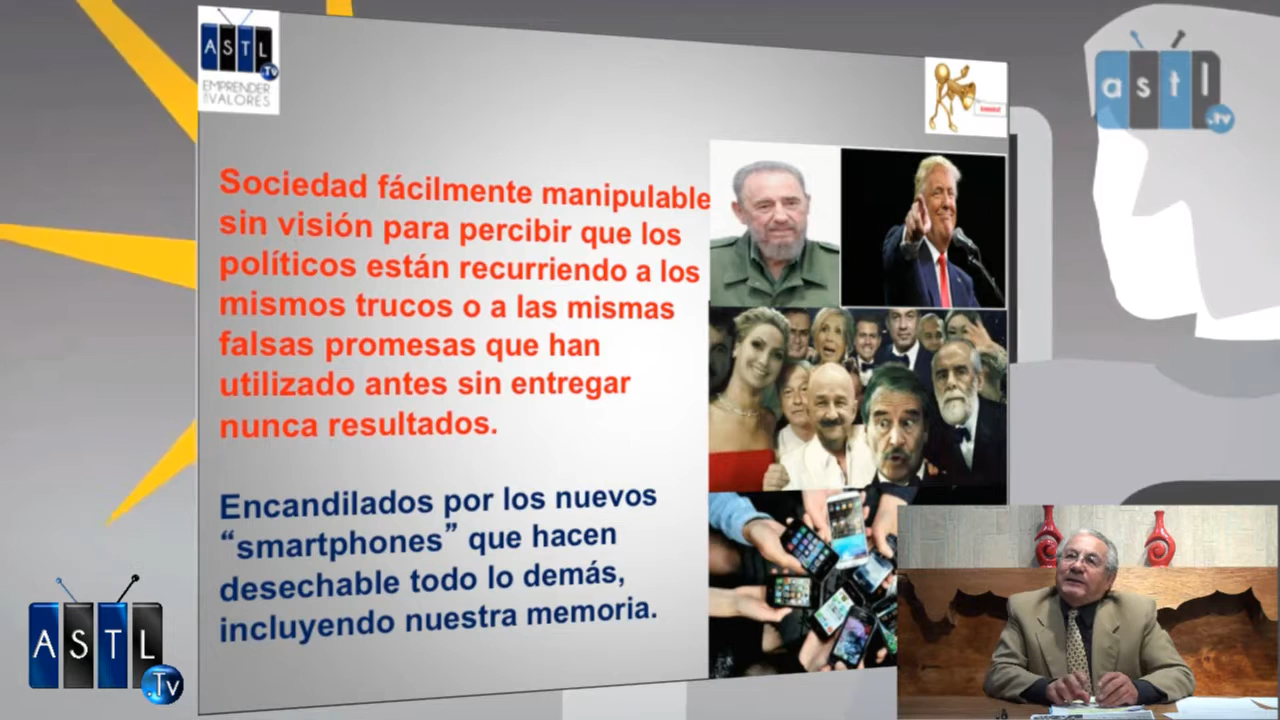 ASTL
Tv
EMPRENDER
CON VALORES
astl
.tv
Sociedad fácilmente manipulable
sin visión para percibir que los
políticos están recurriendo a los
mismos trucos o a las mismas
falsas promesas que han
utilizado antes sin entregar
nunca resultados.
Encandilados por los nuevos
“smartphones” que hacen
desechable todo lo demás,
incluyendo nuestra memoria.
ASTL
.Tv